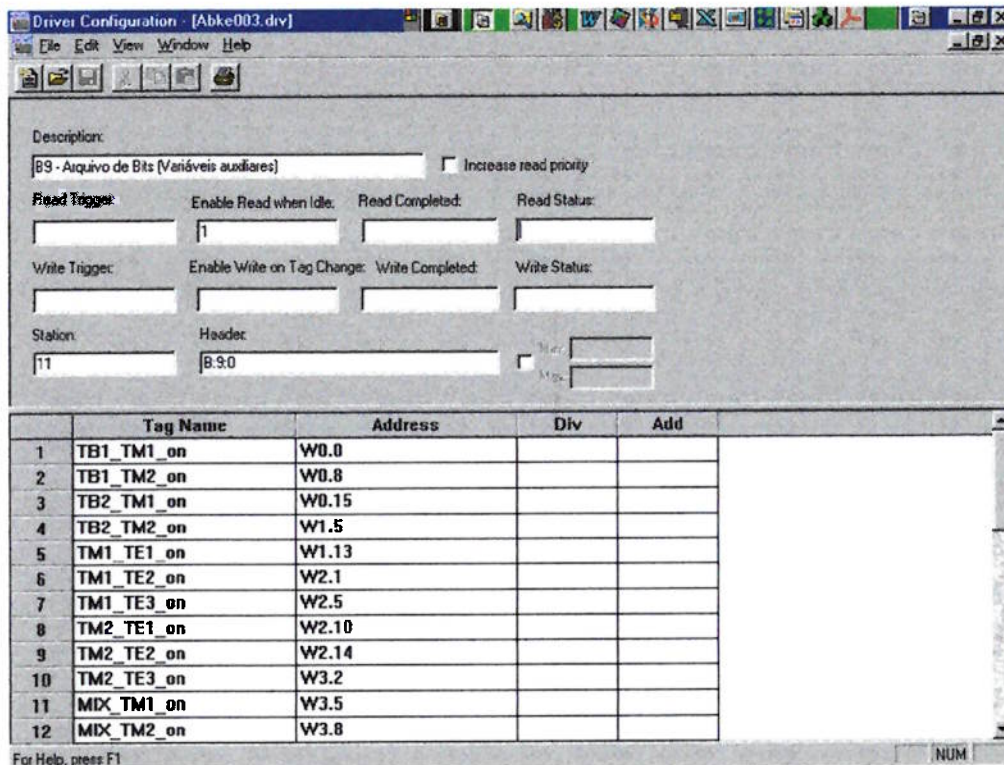 Driver Configuration - [Abke003.drv]
File Edit View Window Help
Description:
B9 - Arquivo de Bits (Variáveis auxiliares)
Increase read priority
Read Trigger: Enable Read when Idle: Read Completed: Read Status:
1
Write Trigger: Enable Write on Tag Change: Write Completed: Write Status:
Station: Header:
11 B:9:0
Tag Name Address Div Add
1 TB1_TM1_on W0.0
2 TB1_TM2_on W0.8
3 TB2_TM1_on W0.15
4 TB2_TM2_on W1.5
5 TM1_TE1_on W1.13
6 TM1_TE2_on W2.1
7 TM1_TE3_on W2.5
8 TM2_TE1_on W2.10
9 TM2_TE2_on W2.14
10 TM2_TE3_on W3.2
11 MIX_TM1_on W3.5
12 MIX_TM2_on W3.8
For Help, press F1 NUM